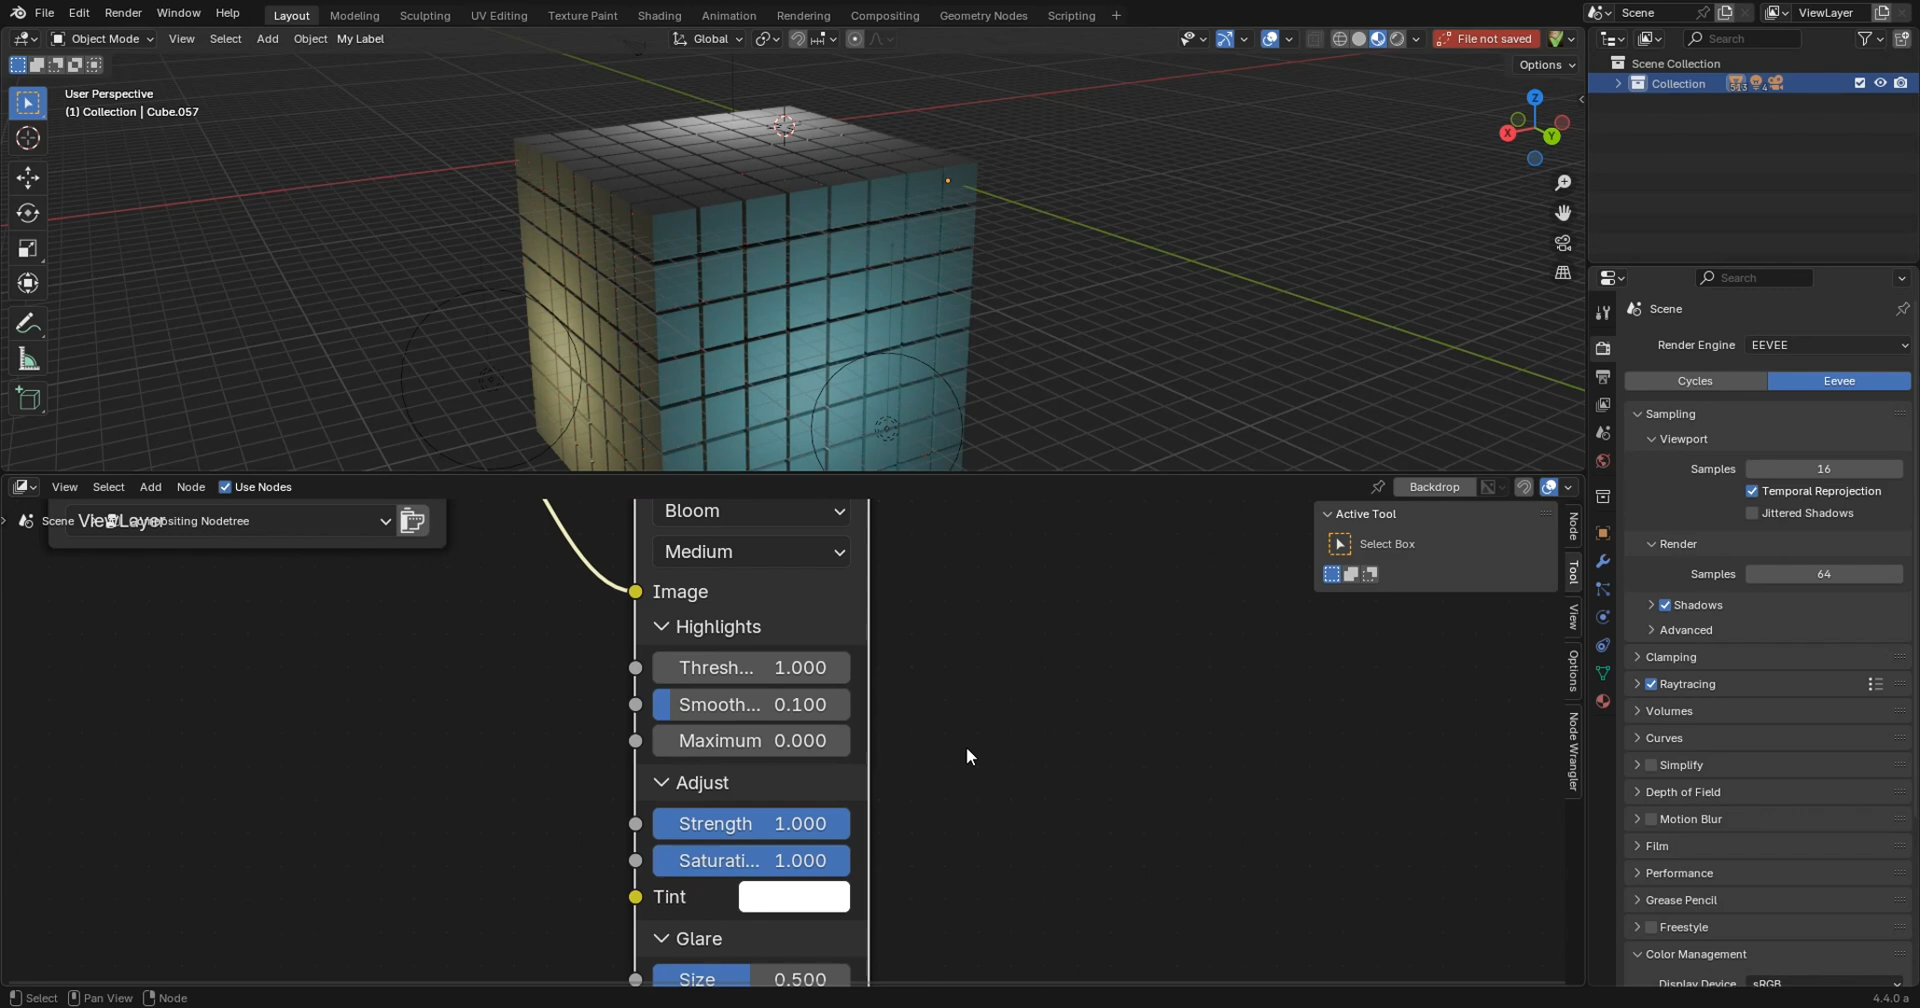 File Edit Render Window Help Layout Modeling Sculpting UV Editing Texture Paint Shading Animation Rendering Compositing Geometry Nodes Scripting + Scene ViewLayer
Object Mode View Select Add Object My Label Global File not saved Search
Options
User Perspective
(1) Collection | Cube.057
Z
X
Y
Scene Collection
Collection
Search
Scene
Render Engine EEVEE
Cycles Eevee
Sampling
Viewport
Samples 16
Temporal Reprojection
Jittered Shadows
Render
Samples 64
Shadows
Advanced
Clamping
Raytracing
Volumes
Curves
Simplify
Depth of Field
Motion Blur
Film
Performance
Grease Pencil
Freestyle
Color Management
Display Device sRGB
View Select Add Node Use Nodes Backdrop
Scene ViewLayer Compositing Nodetree
Bloom
Medium
Image
Highlights
Thresh... 1.000
Smooth... 0.100
Maximum 0.000
Adjust
Strength 1.000
Saturati... 1.000
Tint
Glare
Size 0.500
Active Tool
Select Box
Node
Tool
View
Options
Node Wrangler
Select Pan View Node 4.4.0 a